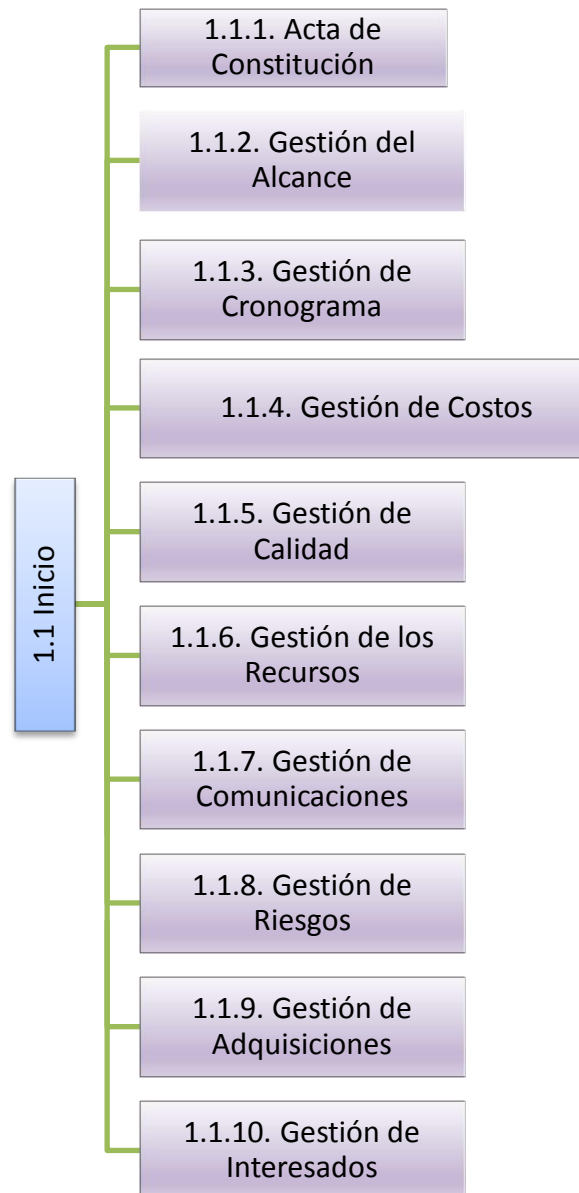 1.1 Inicio
1.1.1. Acta de
Constitución
1.1.2. Gestión del
Alcance
1.1.3. Gestión de
Cronograma
1.1.4. Gestión de Costos
1.1.5. Gestión de
Calidad
1.1.6. Gestión de los
Recursos
1.1.7. Gestión de
Comunicaciones
1.1.8. Gestión de
Riesgos
1.1.9. Gestión de
Adquisiciones
1.1.10. Gestión de
Interesados